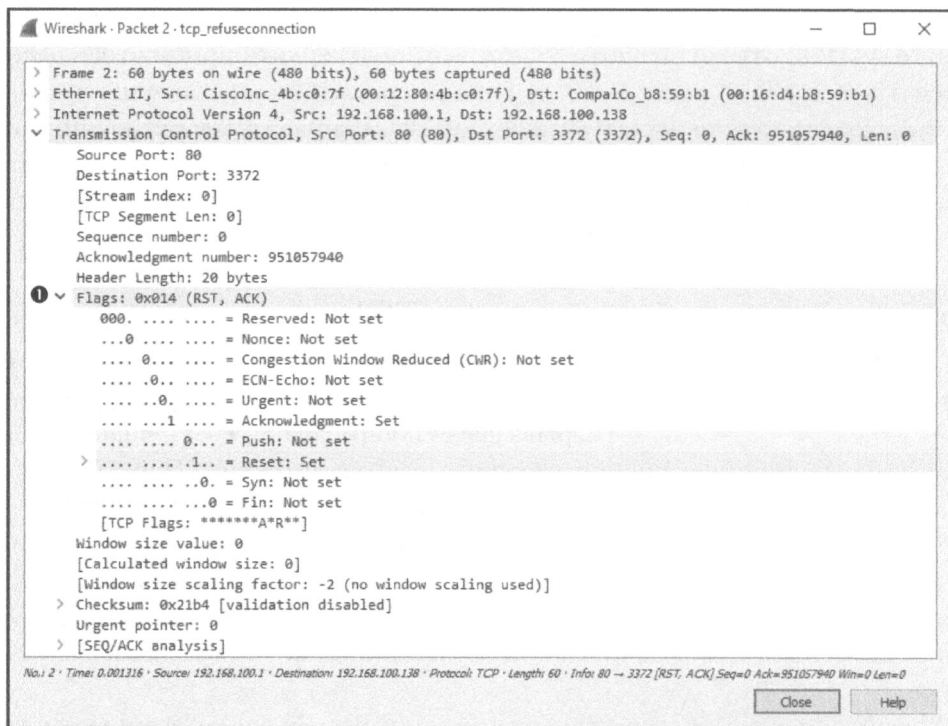 Wireshark · Packet 2 · tcp_refuseconnection
> Frame 2: 60 bytes on wire (480 bits), 60 bytes captured (480 bits)
> Ethernet II, Src: CiscoInc_4b:c0:7f (00:12:80:4b:c0:7f), Dst: CompalCo_b8:59:b1 (00:16:d4:b8:59:b1)
> Internet Protocol Version 4, Src: 192.168.100.1, Dst: 192.168.100.138
Transmission Control Protocol, Src Port: 80 (80), Dst Port: 3372 (3372), Seq: 0, Ack: 951057940, Len: 0
Source Port: 80
Destination Port: 3372
[Stream index: 0]
[TCP Segment Len: 0]
Sequence number: 0
Acknowledgment number: 951057940
Header Length: 20 bytes
❶ Flags: 0x014 (RST, ACK)
000. .... .... = Reserved: Not set
...0 .... .... = Nonce: Not set
.... 0... .... = Congestion Window Reduced (CWR): Not set
.... .0.. .... = ECN-Echo: Not set
.... ..0. .... = Urgent: Not set
.... ...1 .... = Acknowledgment: Set
.... .... 0... = Push: Not set
> .... .... .1.. = Reset: Set
.... .... ..0. = Syn: Not set
.... .... ...0 = Fin: Not set
[TCP Flags: *******A*R**]
Window size value: 0
[Calculated window size: 0]
[Window size scaling factor: -2 (no window scaling used)]
> Checksum: 0x21b4 [validation disabled]
Urgent pointer: 0
> [SEQ/ACK analysis]
No.: 2 · Time: 0.001316 · Source: 192.168.100.1 · Destination: 192.168.100.138 · Protocol: TCP · Length: 60 · Info: 80 → 3372 [RST, ACK] Seq=0 Ack=951057940 Win=0 Len=0
Close Help